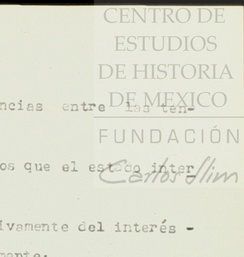 CENTRO DE
ESTUDIOS
DE HISTORIA
DE MEXICO
ncias entre las ten-
FUNDACIÓN
os que el estado inter
Carlos Slim
ivamente del interés -
mente: